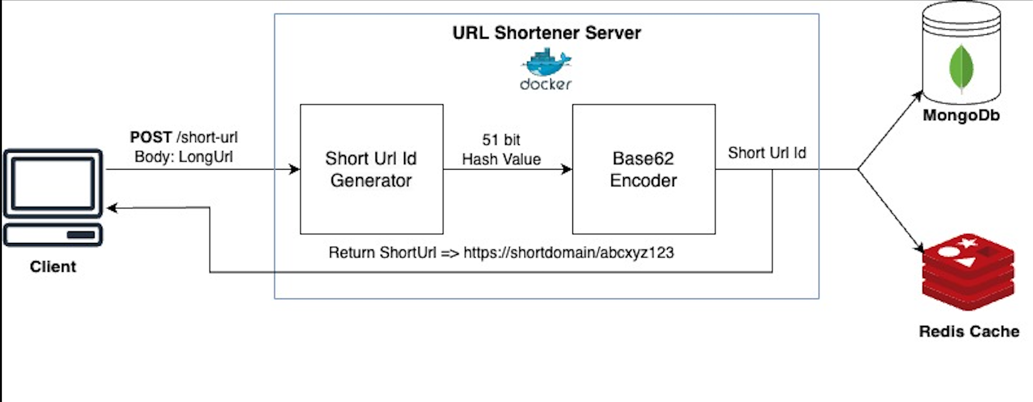 URL Shortener Server
docker
POST /short-url
Body: LongUrl
Short Url Id
Generator
51 bit
Hash Value
Base62
Encoder
Short Url Id
MongoDb
Return ShortUrl => https://shortdomain/abcxyz123
Client
Redis Cache